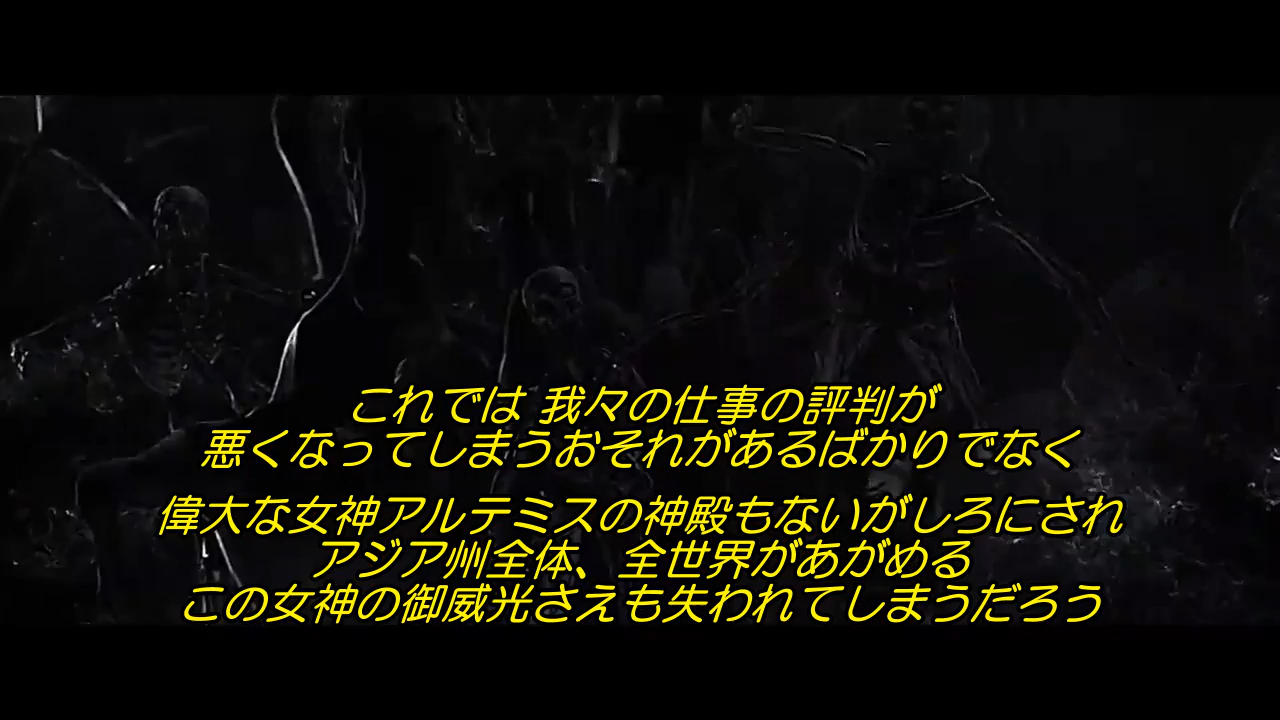 これでは 我々の仕事の評判が
悪くなってしまうおそれがあるばかりでなく
偉大な女神アルテミスの神殿もないがしろにされ
アジア州全体、全世界があがめる
この女神の御威光さえも失われてしまうだろう